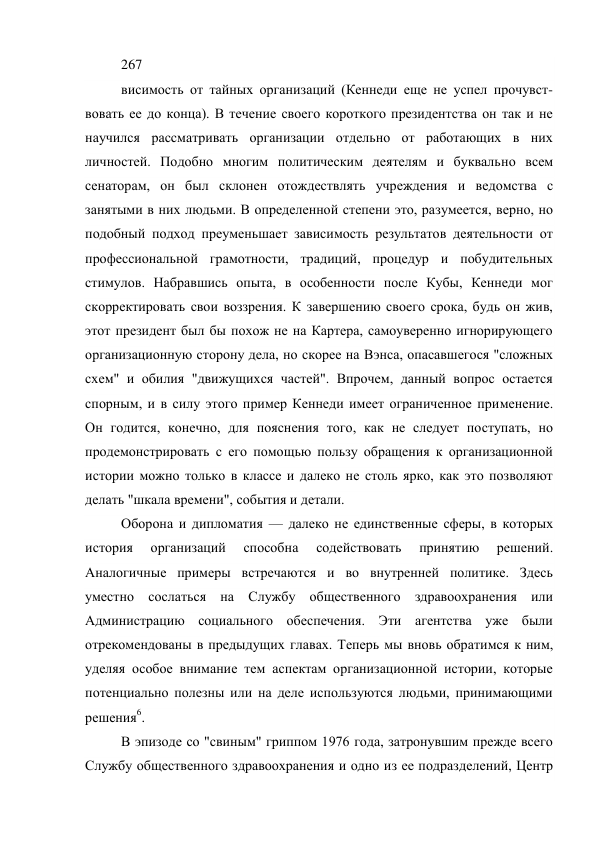 267
висимость от тайных организаций (Кеннеди еще не успел прочувст-
вовать ее до конца). В течение своего короткого президентства он так и не
научился рассматривать организации отдельно от работающих в них
личностей. Подобно многим политическим деятелям и буквально всем
сенаторам, он был склонен отождествлять учреждения и ведомства с
занятыми в них людьми. В определенной степени это, разумеется, верно, но
подобный подход преуменьшает зависимость результатов деятельности от
профессиональной грамотности, традиций, процедур и побудительных
стимулов. Набравшись опыта, в особенности после Кубы, Кеннеди мог
скорректировать свои воззрения. К завершению своего срока, будь он жив,
этот президент был бы похож не на Картера, самоуверенно игнорирующего
организационную сторону дела, но скорее на Вэнса, опасавшегося "сложных
схем" и обилия "движущихся частей". Впрочем, данный вопрос остается
спорным, и в силу этого пример Кеннеди имеет ограниченное применение.
Он годится, конечно, для пояснения того, как не следует поступать, но
продемонстрировать с его помощью пользу обращения к организационной
истории можно только в классе и далеко не столь ярко, как это позволяют
делать "шкала времени", события и детали.
Оборона и дипломатия — далеко не единственные сферы, в которых
история организаций способна содействовать принятию решений.
Аналогичные примеры встречаются и во внутренней политике. Здесь
уместно сослаться на Службу общественного здравоохранения или
Администрацию социального обеспечения. Эти агентства уже были
отрекомендованы в предыдущих главах. Теперь мы вновь обратимся к ним,
уделяя особое внимание тем аспектам организационной истории, которые
потенциально полезны или на деле используются людьми, принимающими
решения⁶.
В эпизоде со "свиным" гриппом 1976 года, затронувшим прежде всего
Службу общественного здравоохранения и одно из ее подразделений, Центр